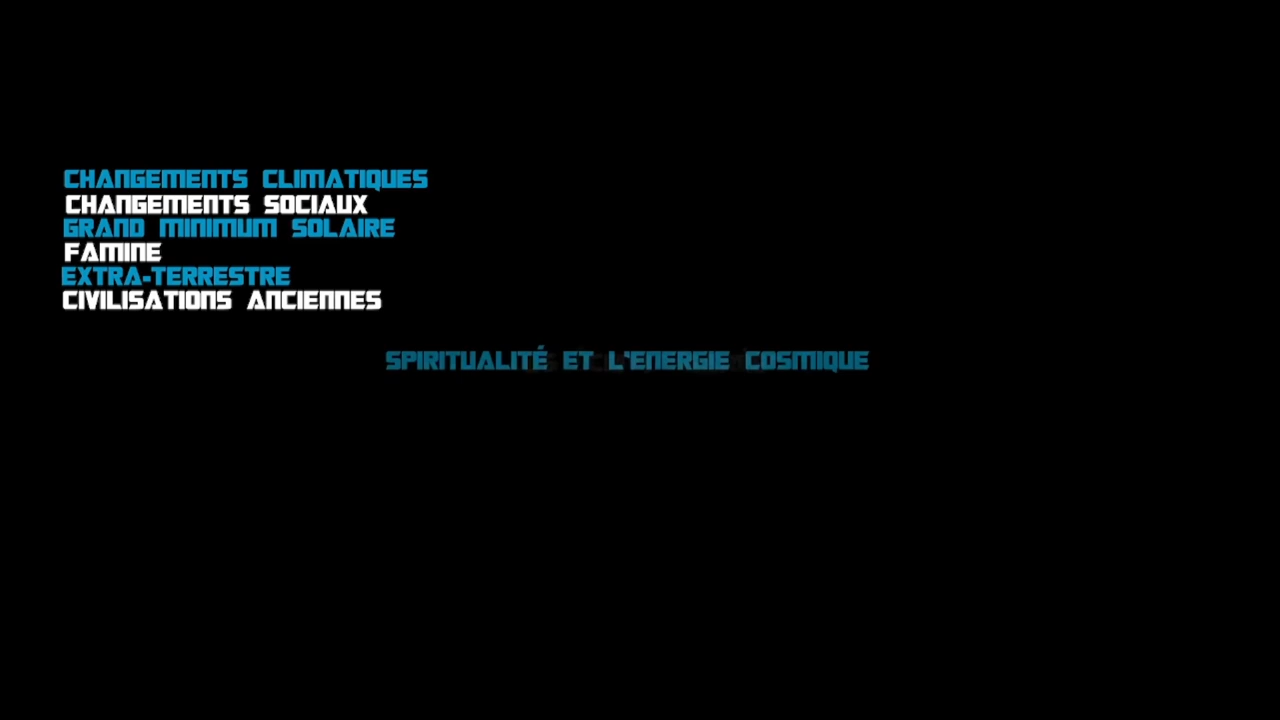 CHANGEMENTS CLIMATIQUES
CHANGEMENTS SOCIAUX
GRAND MINIMUM SOLAIRE
FAMINE
EXTRA-TERRESTRE
CIVILISATIONS ANCIENNES
SPIRITUALITÉ ET L'ENERGIE COSMIQUE